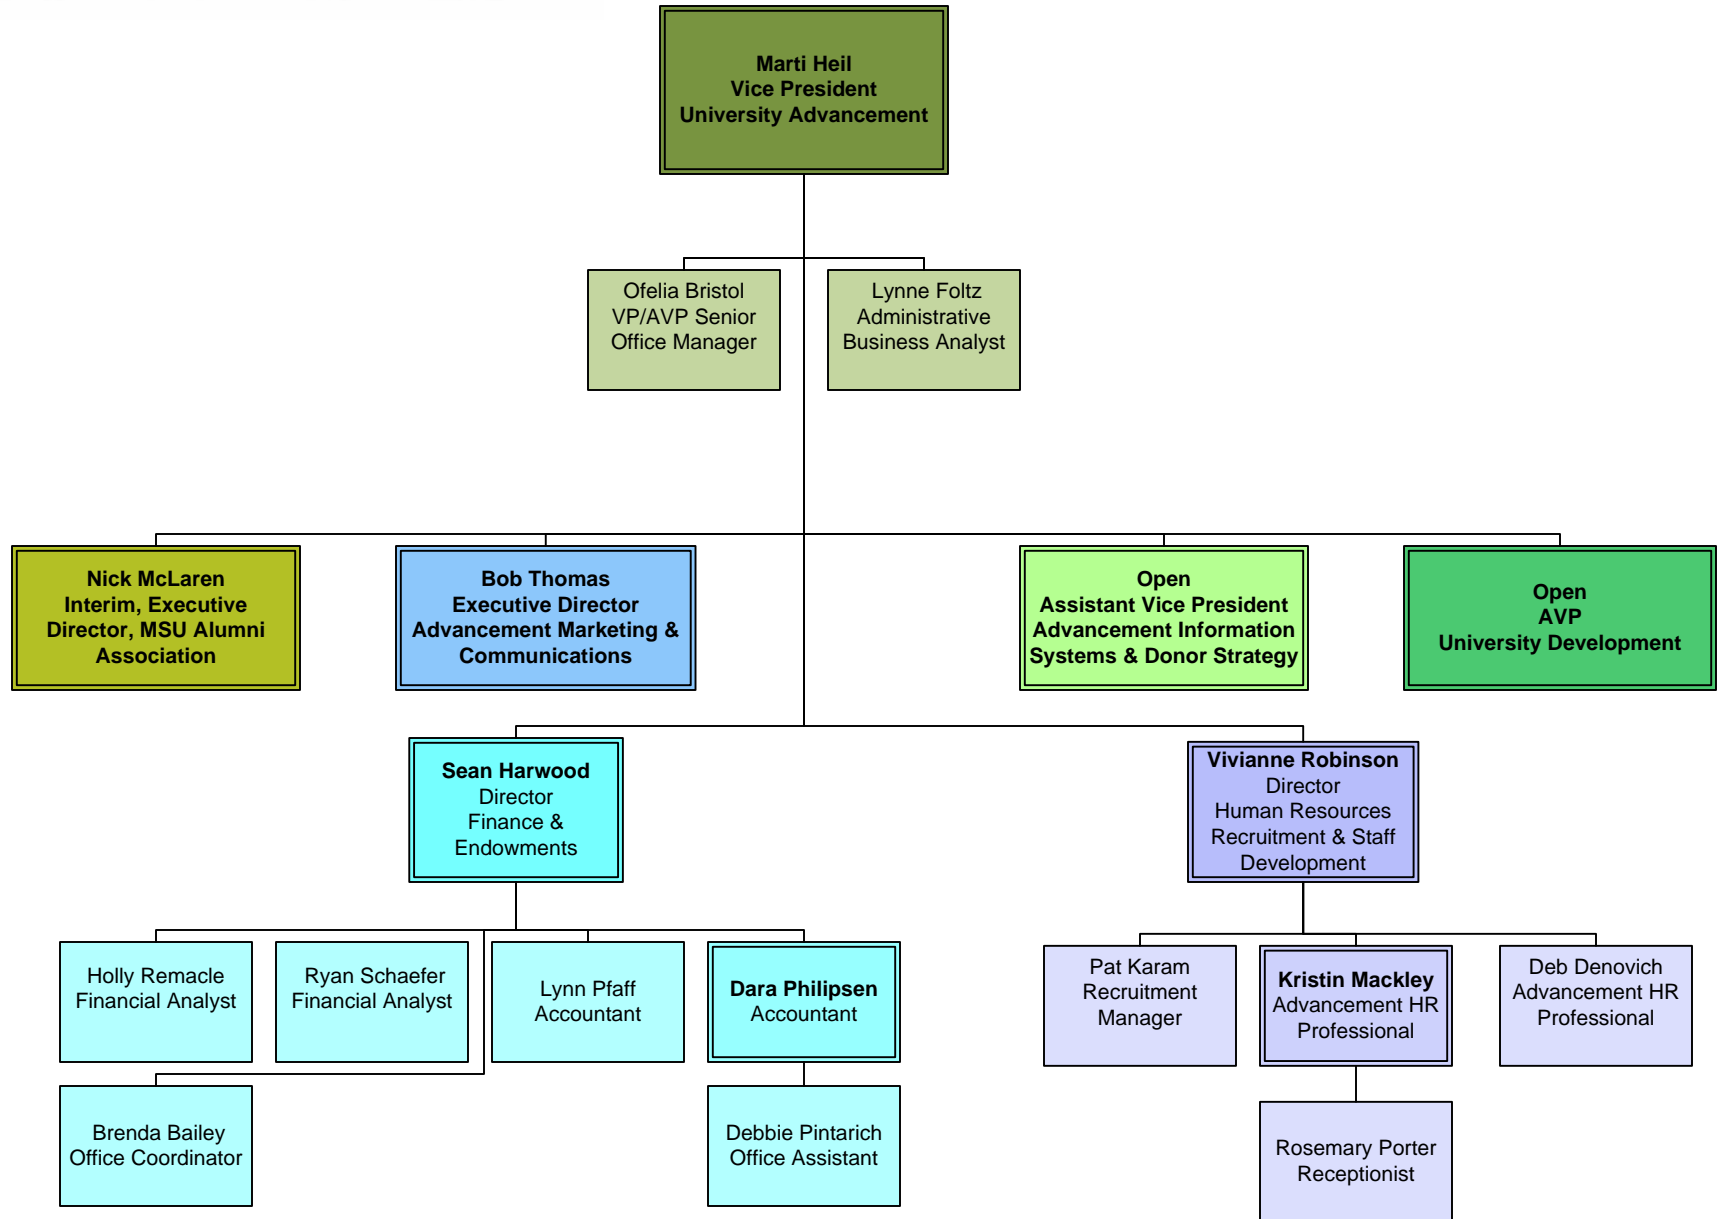 Marti Heil
Vice President
University Advancement
Ofelia Bristol
VP/AVP Senior
Office Manager
Lynne Foltz
Administrative
Business Analyst
Nick McLaren
Interim, Executive
Director, MSU Alumni
Association
Bob Thomas
Executive Director
Advancement Marketing &
Communications
Open
Assistant Vice President
Advancement Information
Systems & Donor Strategy
Open
AVP
University Development
Sean Harwood
Director
Finance &
Endowments
Vivianne Robinson
Director
Human Resources
Recruitment & Staff
Development
Holly Remacle
Financial Analyst
Ryan Schaefer
Financial Analyst
Lynn Pfaff
Accountant
Dara Philipsen
Accountant
Pat Karam
Recruitment
Manager
Kristin Mackley
Advancement HR
Professional
Deb Denovich
Advancement HR
Professional
Brenda Bailey
Office Coordinator
Debbie Pintarich
Office Assistant
Rosemary Porter
Receptionist